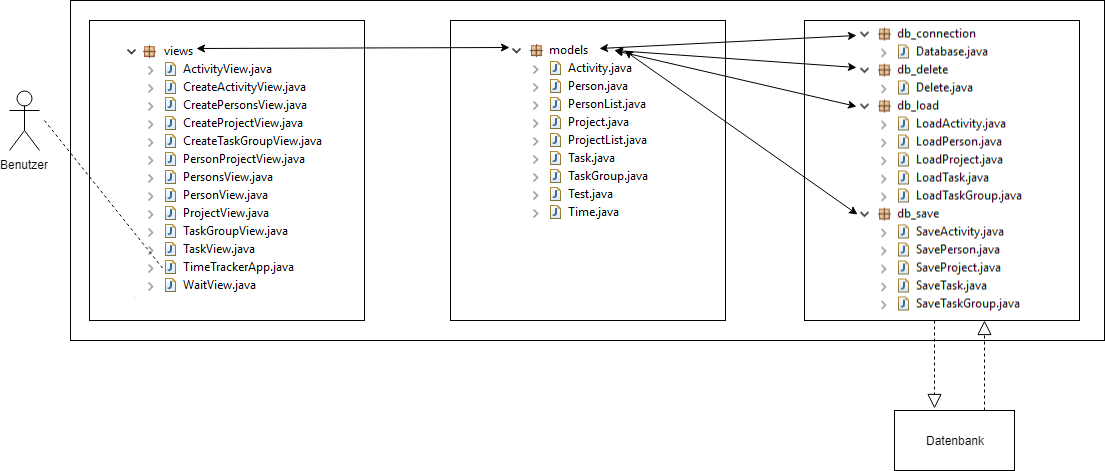 views
ActivityView.java
CreateActivityView.java
CreatePersonsView.java
CreateProjectView.java
CreateTaskGroupView.java
PersonProjectView.java
PersonsView.java
PersonView.java
ProjectView.java
TaskGroupView.java
TaskView.java
TimeTrackerApp.java
WaitView.java
Benutzer
models
Activity.java
Person.java
PersonList.java
Project.java
ProjectList.java
Task.java
TaskGroup.java
Test.java
Time.java
db_connection
Database.java
db_delete
Delete.java
db_load
LoadActivity.java
LoadPerson.java
LoadProject.java
LoadTask.java
LoadTaskGroup.java
db_save
SaveActivity.java
SavePerson.java
SaveProject.java
SaveTask.java
SaveTaskGroup.java
Datenbank